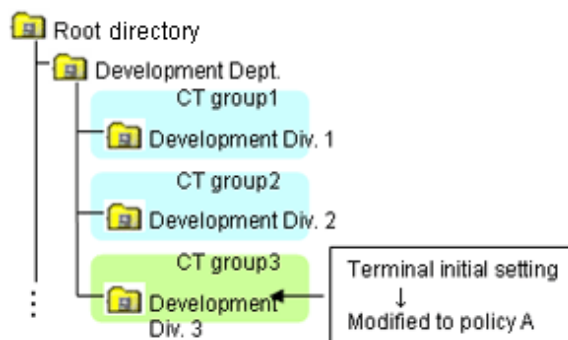 Root directory
Development Dept.
CT group1
Development Div. 1
CT group2
Development Div. 2
CT group3
Development
Div. 3
Terminal initial setting
↓
Modified to policy A